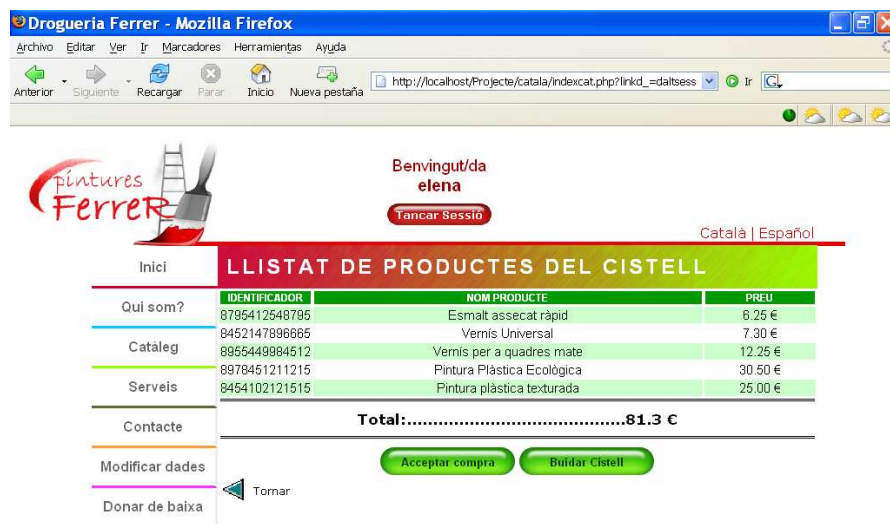 Drogueria Ferrer - Mozilla Firefox
Archivo Editar Ver Ir Marcadores Herramientas Ayuda
Anterior Siguiente Recargar Parar Inicio Nueva pestaña http://localhost/Projecte/catala/indexcat.php?linkd_=daltsess Ir G
pintures
Ferrer
Benvingut/da
elena
Tancar Sessió
Català | Español
Inici
Qui som?
Catàleg
Serveis
Contacte
Modificar dades
Donar de baixa
LLISTAT DE PRODUCTES DEL CISTELL
IDENTIFICADOR NOM PRODUCTE PREU
8795412548795 Esmalt assecat ràpid 6.25 €
8452147896665 Vernís Universal 7.30 €
8955449984512 Vernís per a quadres mate 12.25 €
8978451211215 Pintura Plàstica Ecològica 30.50 €
8454102121515 Pintura plàstica texturada 25.00 €
Total:..........................................81.3 €
Acceptar compra Buidar Cistell
Tornar